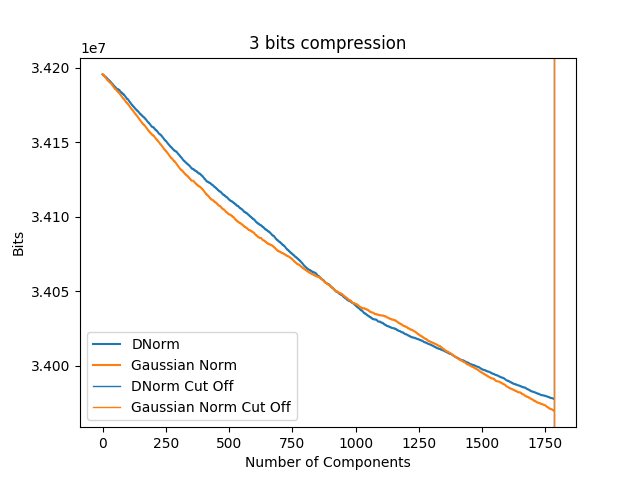 3 bits compression
1e7
3.420
3.415
3.410
3.405
3.400
Bits
DNorm
Gaussian Norm
DNorm Cut Off
Gaussian Norm Cut Off
0 250 500 750 1000 1250 1500 1750
Number of Components